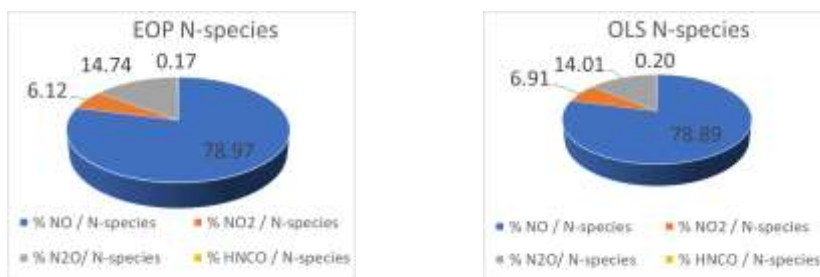 EOP N-species
14.74 0.17
6.12
78.97
% NO / N-species % NO2 / N-species
% N2O/ N-species % HNCO / N-species
OLS N-species
14.01 0.20
6.91
78.89
% NO / N-species % NO2 / N-species
% N2O/ N-species % HNCO / N-species